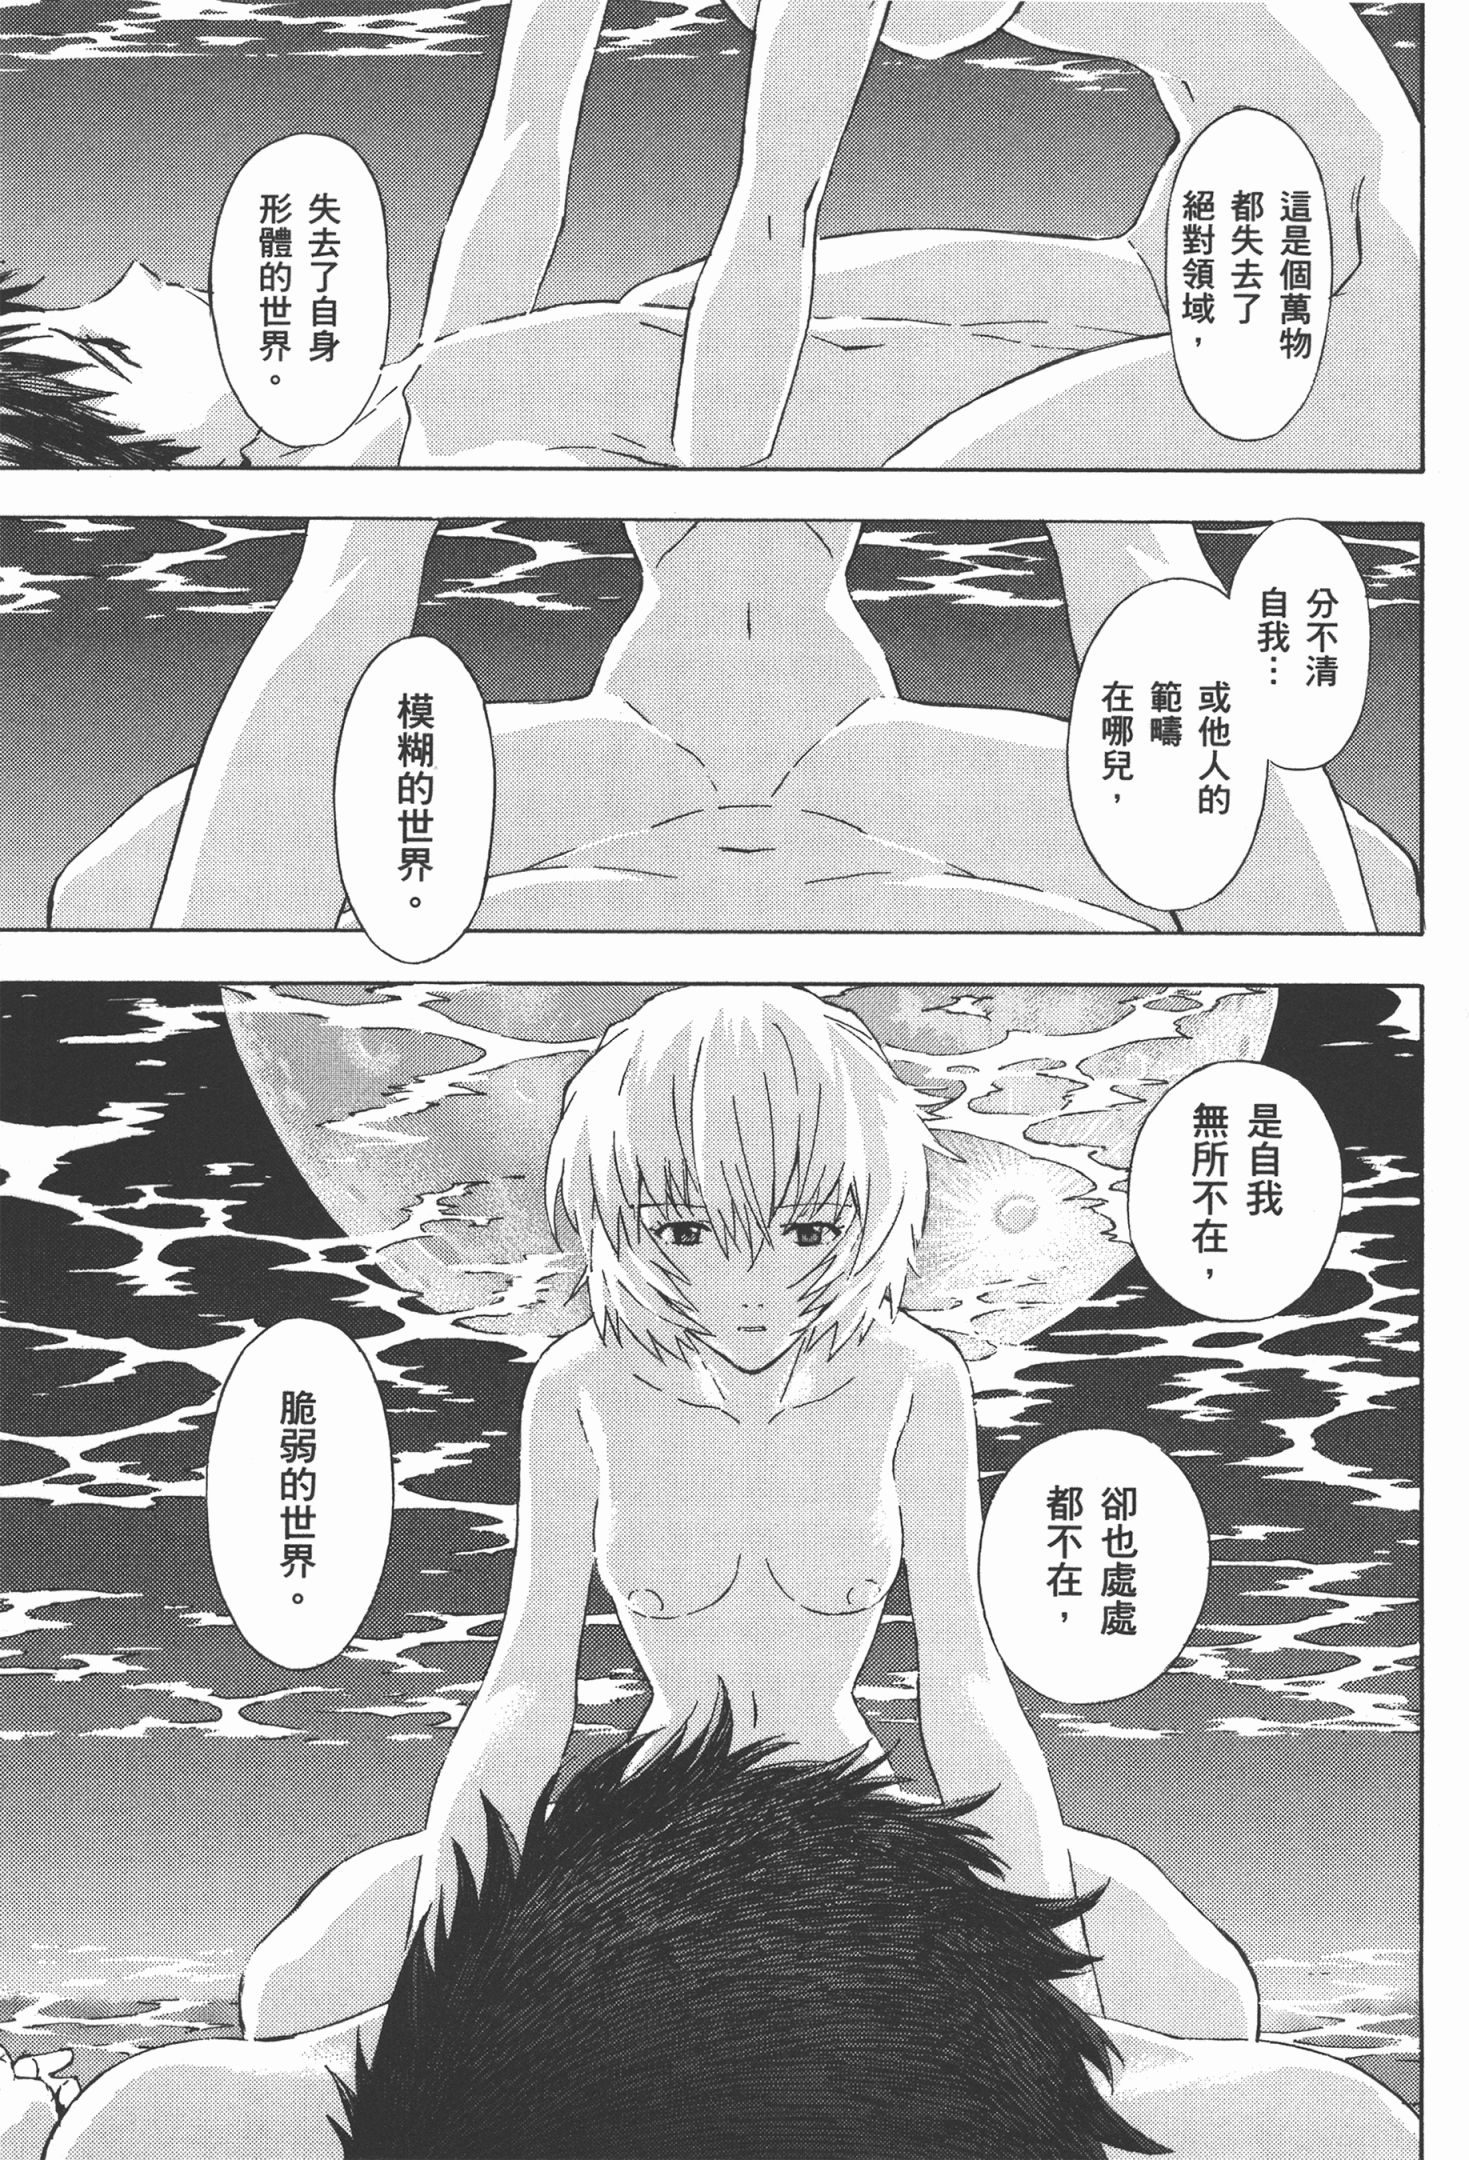 這是個萬物
都失去了
絕對領域，
失去了自身
形體的世界。
分不清
自我…
或他人的
範疇
在哪兒，
模糊的世界。
是自我
無所不在，
卻也處處
都不在，
脆弱的世界。